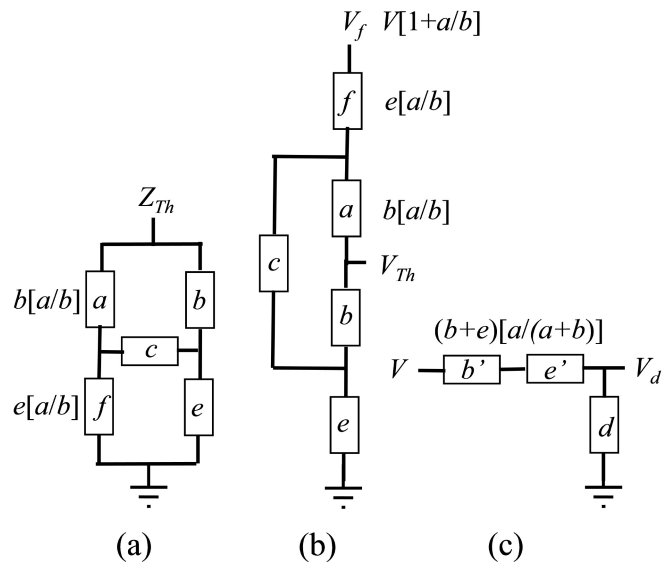 V_f V[1+a/b]
f e[a/b]
a b[a/b]
c
V_Th
b
e
Z_Th
b[a/b] a b
c
e[a/b] f e
(b+e)[a/(a+b)]
V b' e' V_d
d
(a) (b) (c)